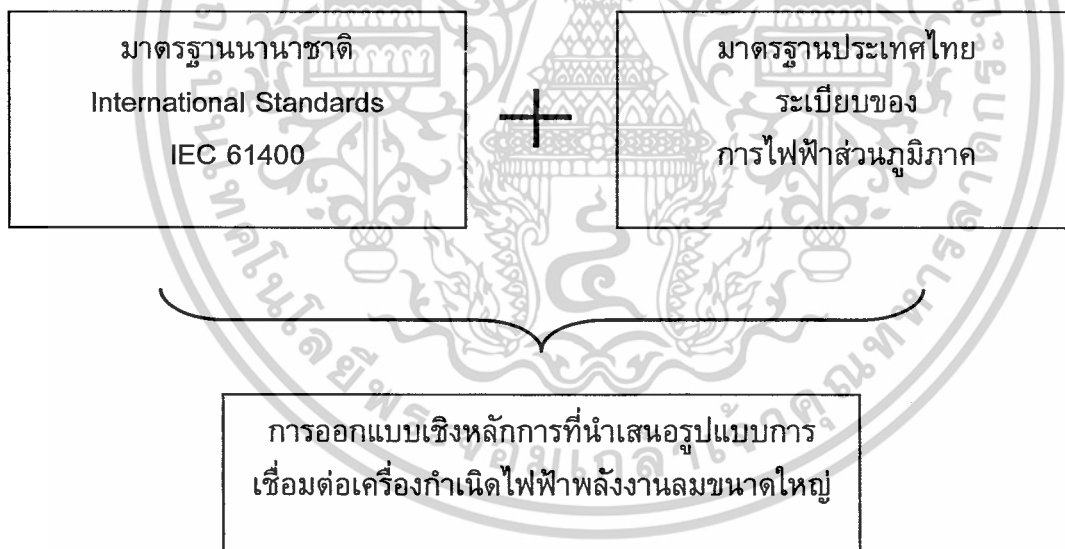 มาตรฐานนานาชาติ
International Standards
IEC 61400
+
มาตรฐานประเทศไทย
ระเบียบของ
การไฟฟ้าส่วนภูมิภาค
การออกแบบเชิงหลักการที่นำเสนอรูปแบบการ
เชื่อมต่อเครื่องกำเนิดไฟฟ้าพลังงานลมขนาดใหญ่